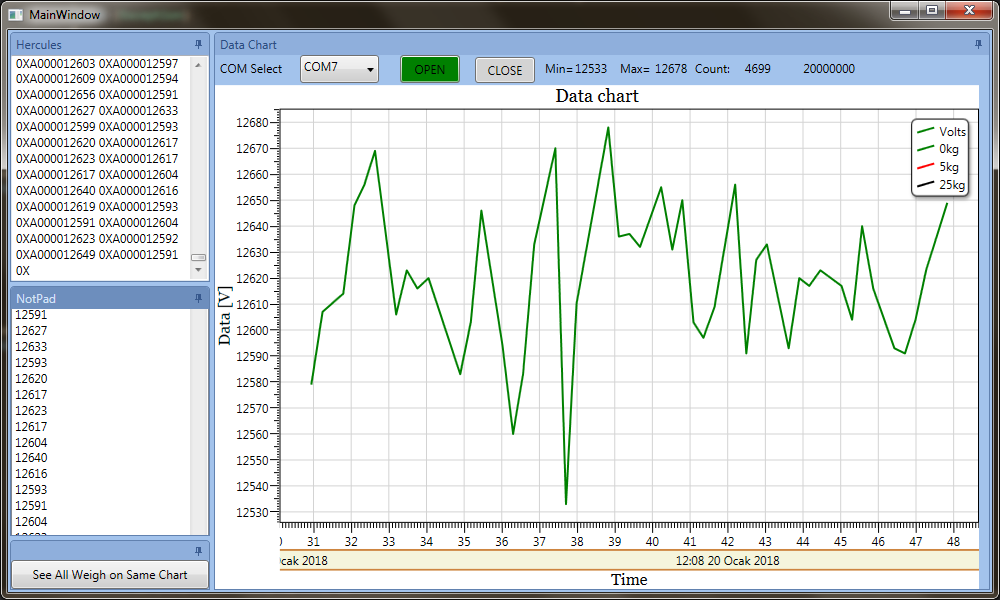 MainWindow
Hercules
0XA000012603 0XA000012597
0XA000012609 0XA000012594
0XA000012656 0XA000012591
0XA000012627 0XA000012633
0XA000012599 0XA000012593
0XA000012620 0XA000012617
0XA000012623 0XA000012617
0XA000012617 0XA000012604
0XA000012640 0XA000012616
0XA000012619 0XA000012593
0XA000012591 0XA000012604
0XA000012623 0XA000012592
0XA000012649 0XA000012591
0X
NotPad
12591
12627
12633
12593
12620
12617
12623
12617
12604
12640
12616
12593
12591
12604
See All Weigh on Same Chart
Data Chart
COM Select COM7 OPEN CLOSE Min= 12533 Max= 12678 Count: 4699 20000000
Data chart
Volts
0kg
5kg
25kg
Data [V]
12680
12670
12660
12650
12640
12630
12620
12610
12600
12590
12580
12570
12560
12550
12540
12530
31 32 33 34 35 36 37 38 39 40 41 42 43 44 45 46 47 48
cak 2018 12:08 20 Ocak 2018
Time